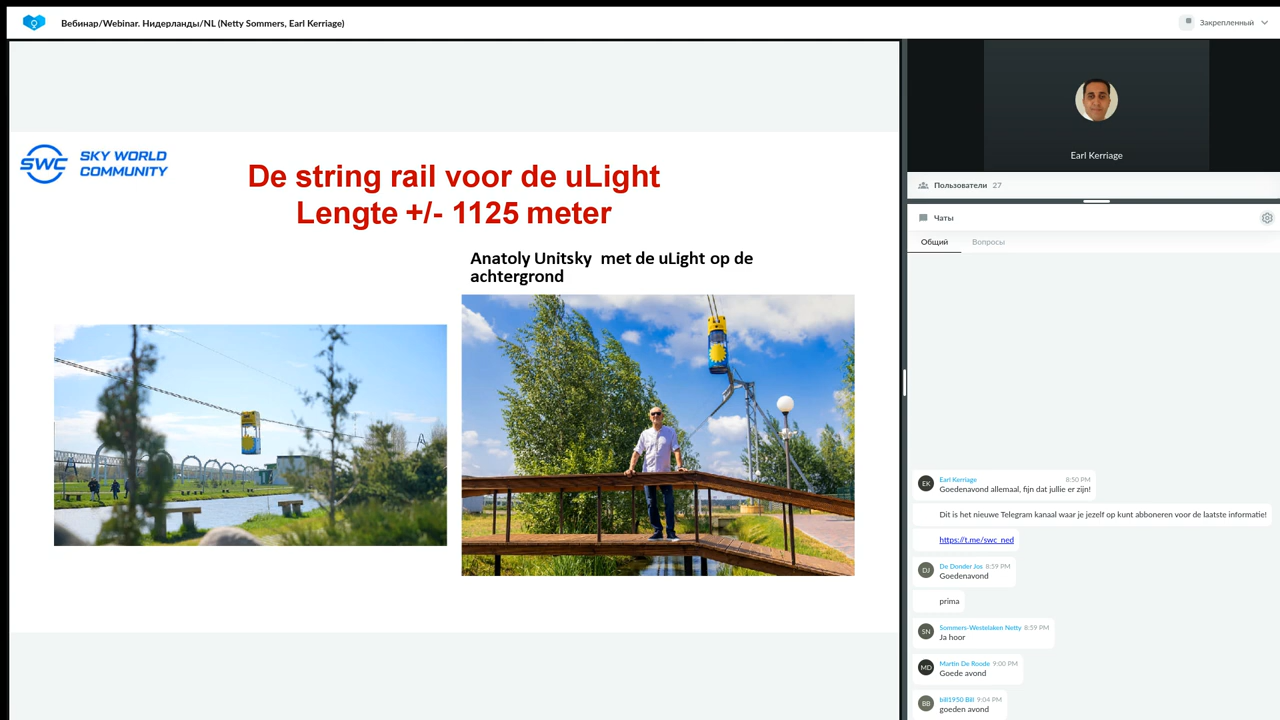 Вебинар/Webinar. Нидерланды/NL (Netty Sommers, Earl Kerriage)
Закрепленный
SWC SKY WORLD
COMMUNITY
De string rail voor de uLight
Lengte +/- 1125 meter
Anatoly Unitsky met de uLight op de
achtergrond
Earl Kerriage
Пользователи 27
Чаты
Общий Вопросы
EK Earl Kerriage 8:50 PM
Goedenavond allemaal, fijn dat jullie er zijn!
Dit is het nieuwe Telegram kanaal waar je jezelf op kunt abboneren voor de laatste informatie!
https://t.me/swc_ned
DJ De Donder Jos 8:59 PM
Goedenavond
prima
SN Sommers-Westelaken Netty 8:59 PM
Ja hoor
MD Martin De Roode 9:00 PM
Goede avond
BB bill1950 Bill 9:04 PM
goeden avond